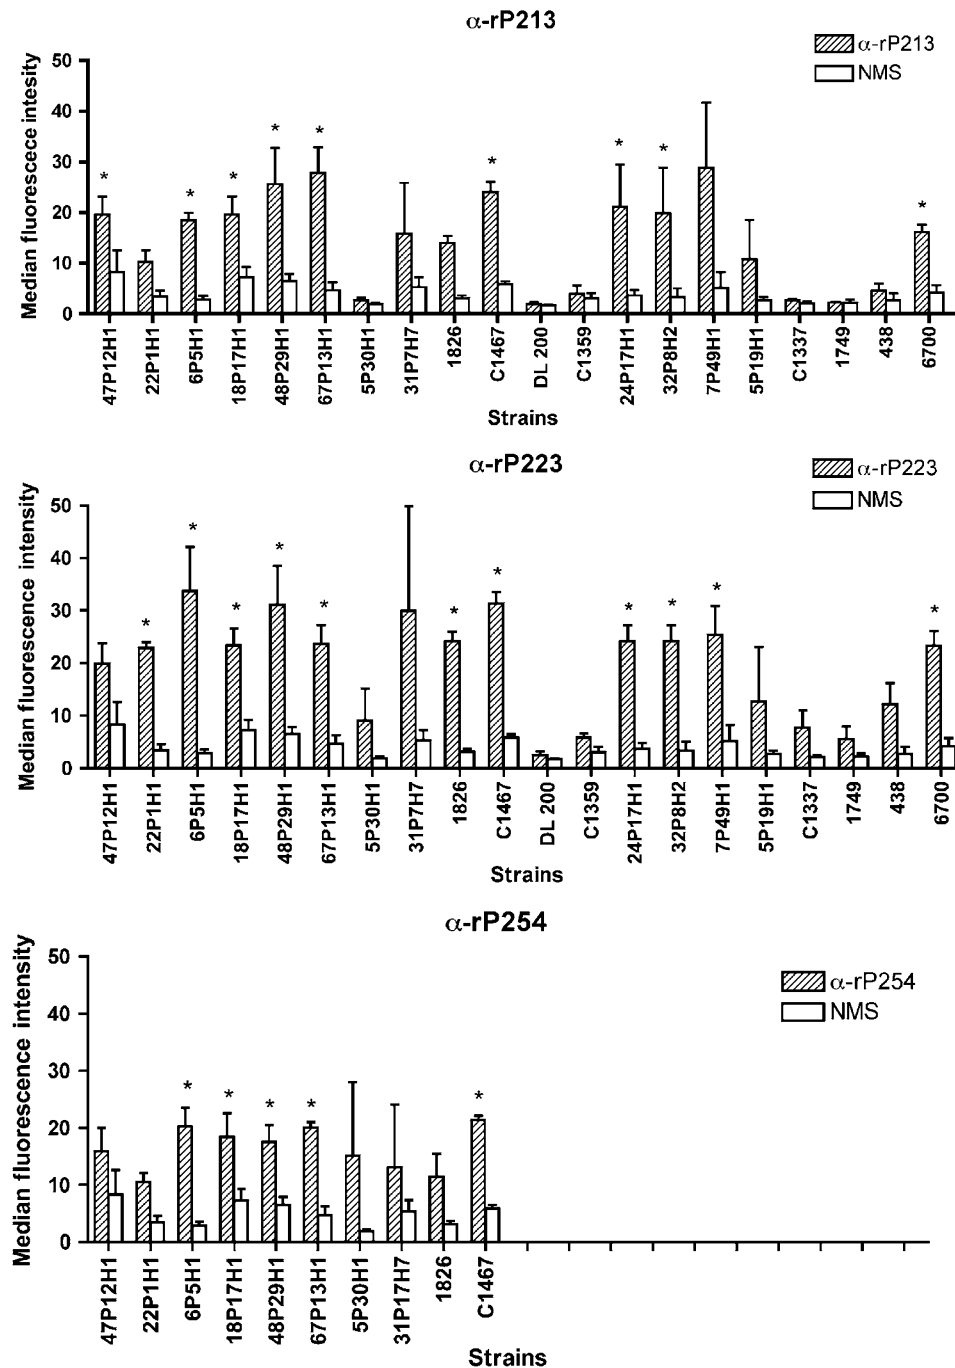 α-rP213
α-rP213
NMS
Median fluorescece intesity
50
40
30
20
10
0
47P12H1
22P1H1
6P5H1
18P17H1
48P29H1
67P13H1
5P30H1
31P7H7
1826
C1467
DL 200
C1359
24P17H1
32P8H2
7P49H1
5P19H1
C1337
1749
438
6700
* * * * * * * * * *
Strains
α-rP223
α-rP223
NMS
Median fluorescence intensity
50
40
30
20
10
0
* * * * * * * * * * *
47P12H1
22P1H1
6P5H1
18P17H1
48P29H1
67P13H1
5P30H1
31P7H7
1826
C1467
DL 200
C1359
24P17H1
32P8H2
7P49H1
5P19H1
C1337
1749
438
6700
Strains
α-rP254
α-rP254
NMS
Median fluorescence intensity
50
40
30
20
10
0
* * * * *
47P12H1
22P1H1
6P5H1
18P17H1
48P29H1
67P13H1
5P30H1
31P17H7
1826
C1467
Strains